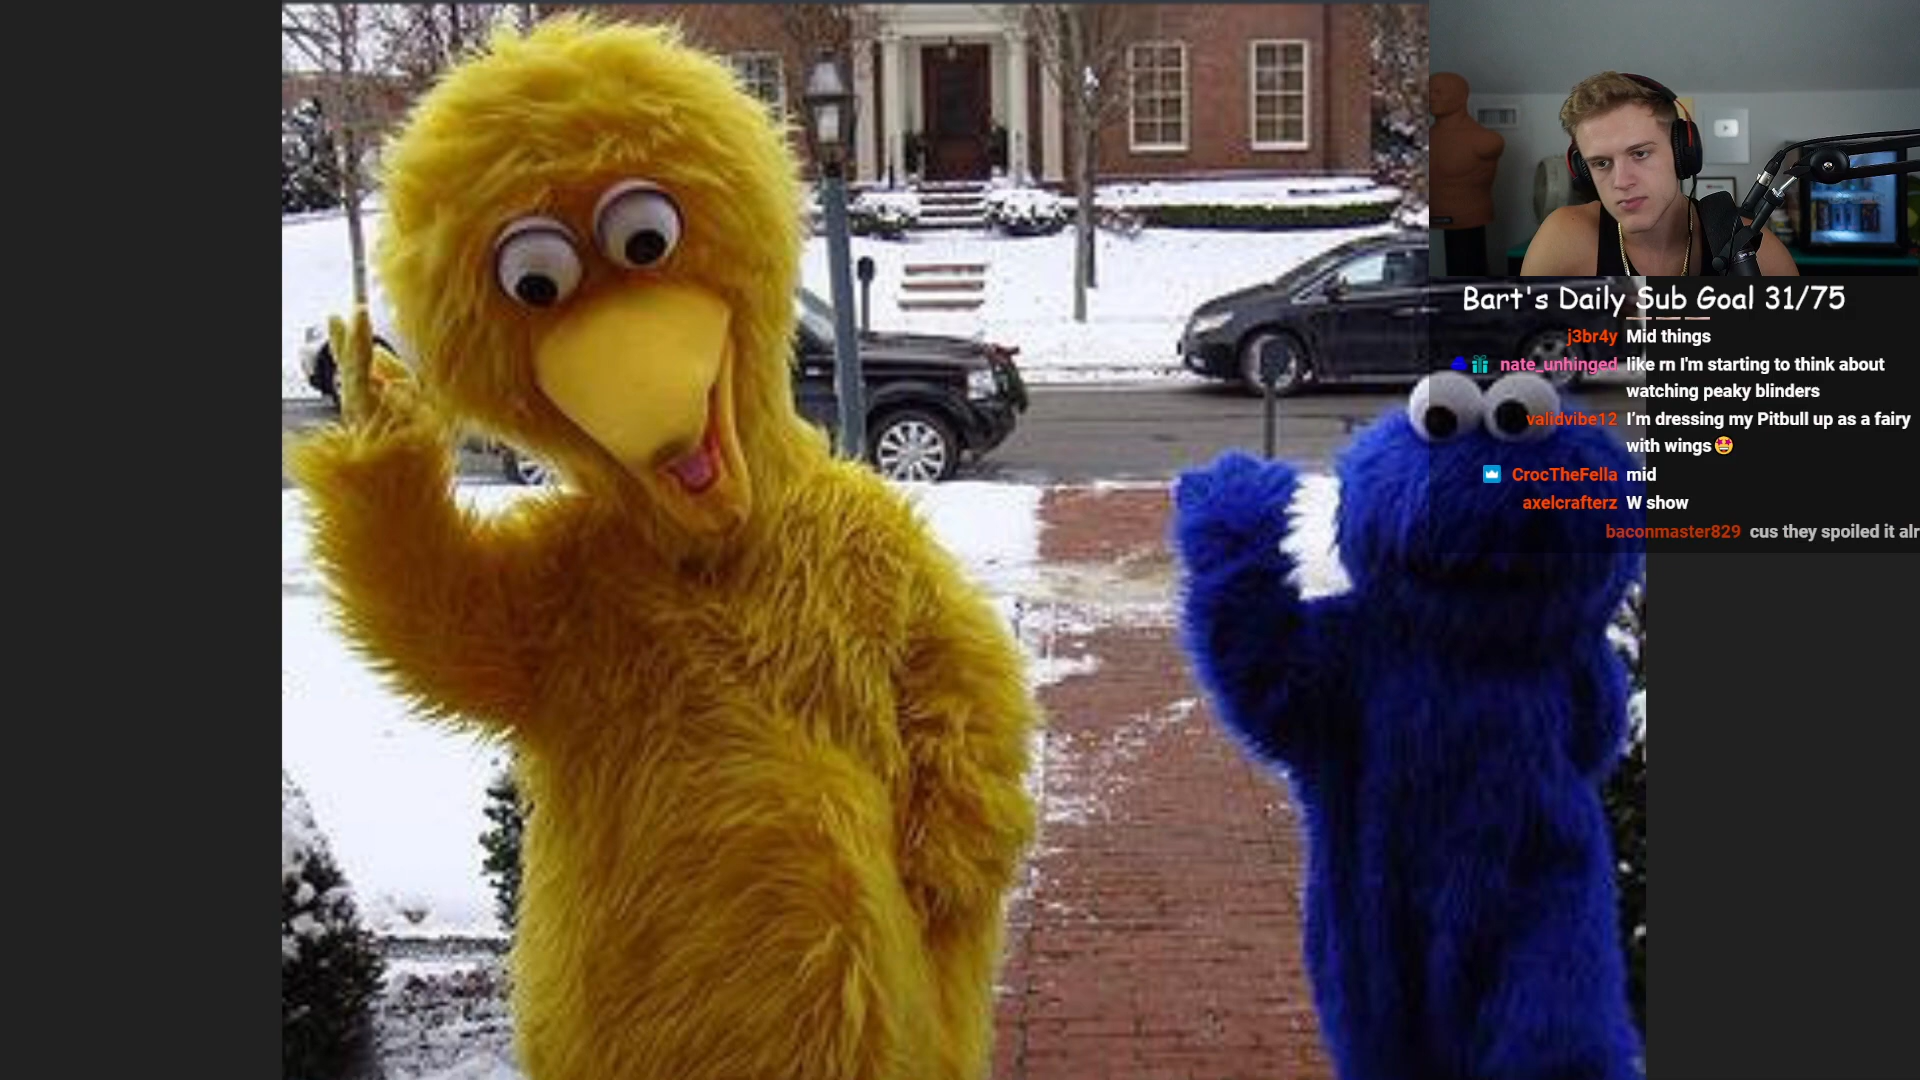 Bart's Daily Sub Goal 31/75
j3br4y Mid things
nate_unhinged like rn I'm starting to think about
watching peaky blinders
validvibe12 I'm dressing my Pitbull up as a fairy
with wings🤩
CrocTheFella mid
axelcrafterz W show
baconmaster829 cus they spoiled it alr